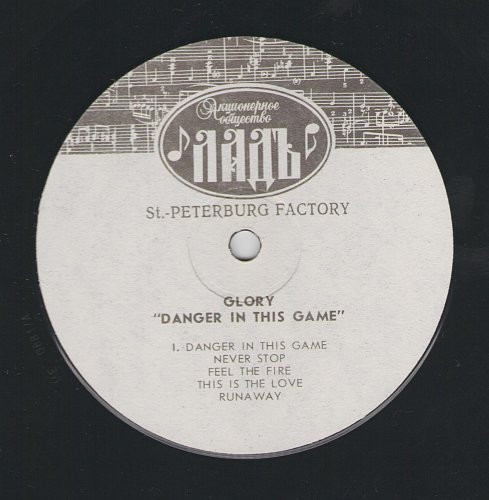 Акционерное
общество
ЛАДЪ
St.-PETERBURG FACTORY
GLORY
"DANGER IN THIS GAME"
1. DANGER IN THIS GAME
NEVER STOP
FEEL THE FIRE
THIS IS THE LOVE
RUNAWAY